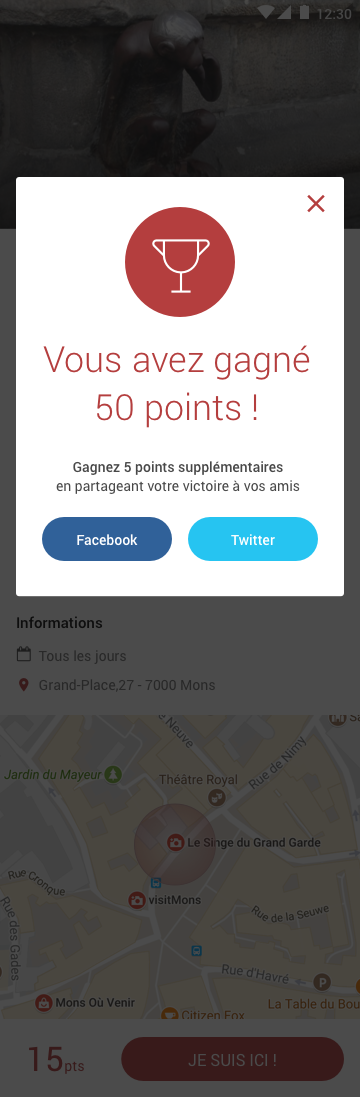 12:30
Vous avez gagné
50 points !
Gagnez 5 points supplémentaires
en partageant votre victoire à vos amis
Facebook
Twitter
Informations
Tous les jours
Grand-Place,27 - 7000 Mons
Neuve
Jardin du Mayeur
Théâtre Royal
Rue de Nimy
Le Singe du Grand Garde
Rue Cronque
visitMons
Rue de la Seuwe
Rue des Gades
Rue d'Havré
P
Mons Où Venir
La Table du Bou
Citizen Fox
15pts
JE SUIS ICI !